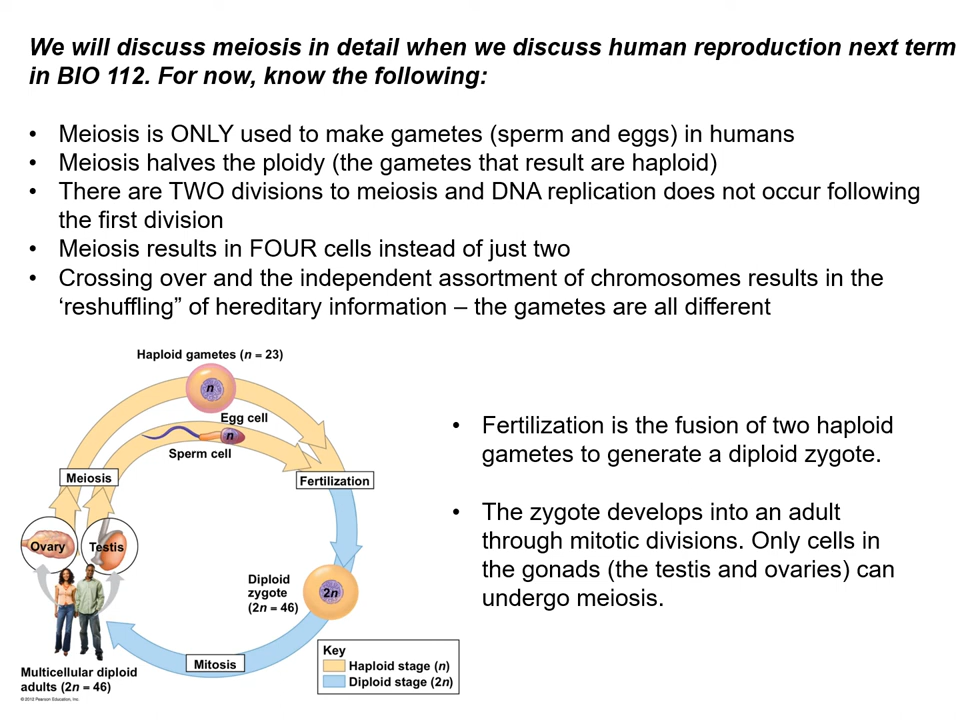 We will discuss meiosis in detail when we discuss human reproduction next term
in BIO 112. For now, know the following:
• Meiosis is ONLY used to make gametes (sperm and eggs) in humans
• Meiosis halves the ploidy (the gametes that result are haploid)
• There are TWO divisions to meiosis and DNA replication does not occur following
the first division
• Meiosis results in FOUR cells instead of just two
• Crossing over and the independent assortment of chromosomes results in the
‘reshuffling” of hereditary information – the gametes are all different
Haploid gametes (n = 23)
n
Egg cell
n
Sperm cell
Meiosis
Fertilization
Ovary
Testis
Diploid
zygote
(2n = 46)
2n
Mitosis
Multicellular diploid
adults (2n = 46)
Key
Haploid stage (n)
Diploid stage (2n)
© 2012 Pearson Education, Inc.
• Fertilization is the fusion of two haploid
gametes to generate a diploid zygote.
• The zygote develops into an adult
through mitotic divisions. Only cells in
the gonads (the testis and ovaries) can
undergo meiosis.